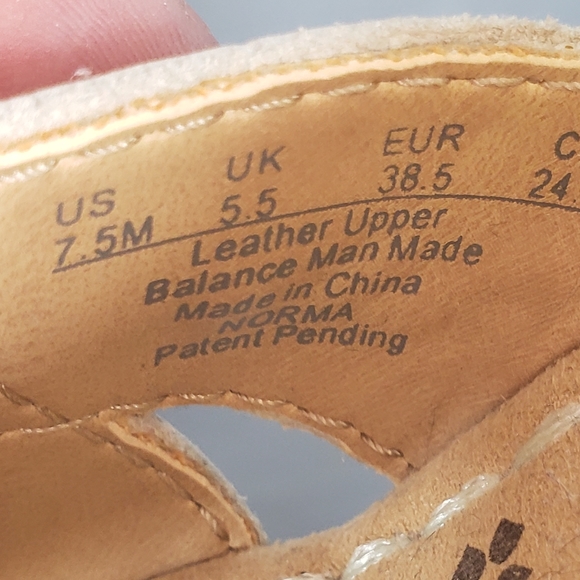 US UK EUR C
7.5M 5.5 38.5 24.
Leather Upper
Balance Man Made
Made in China
NORMA
Patent Pending